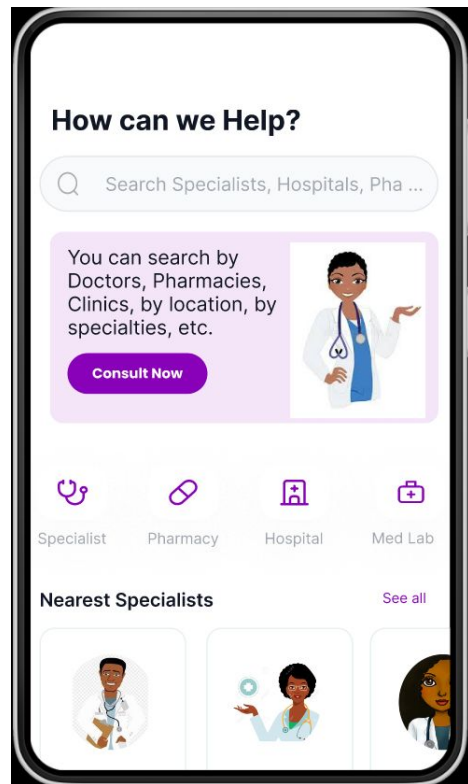 How can we Help?
Search Specialists, Hospitals, Pha ...
You can search by
Doctors, Pharmacies,
Clinics, by location, by
specialties, etc.
Consult Now
Specialist Pharmacy Hospital Med Lab
Nearest Specialists See all